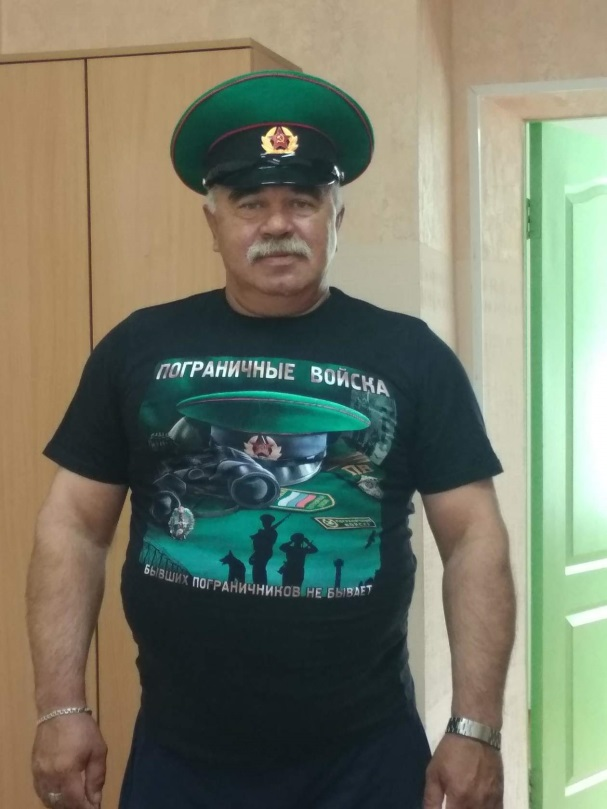 ПОГРАНИЧНЫЕ ВОЙСКА
БЫВШИХ ПОГРАНИЧНИКОВ НЕ БЫВАЕТ